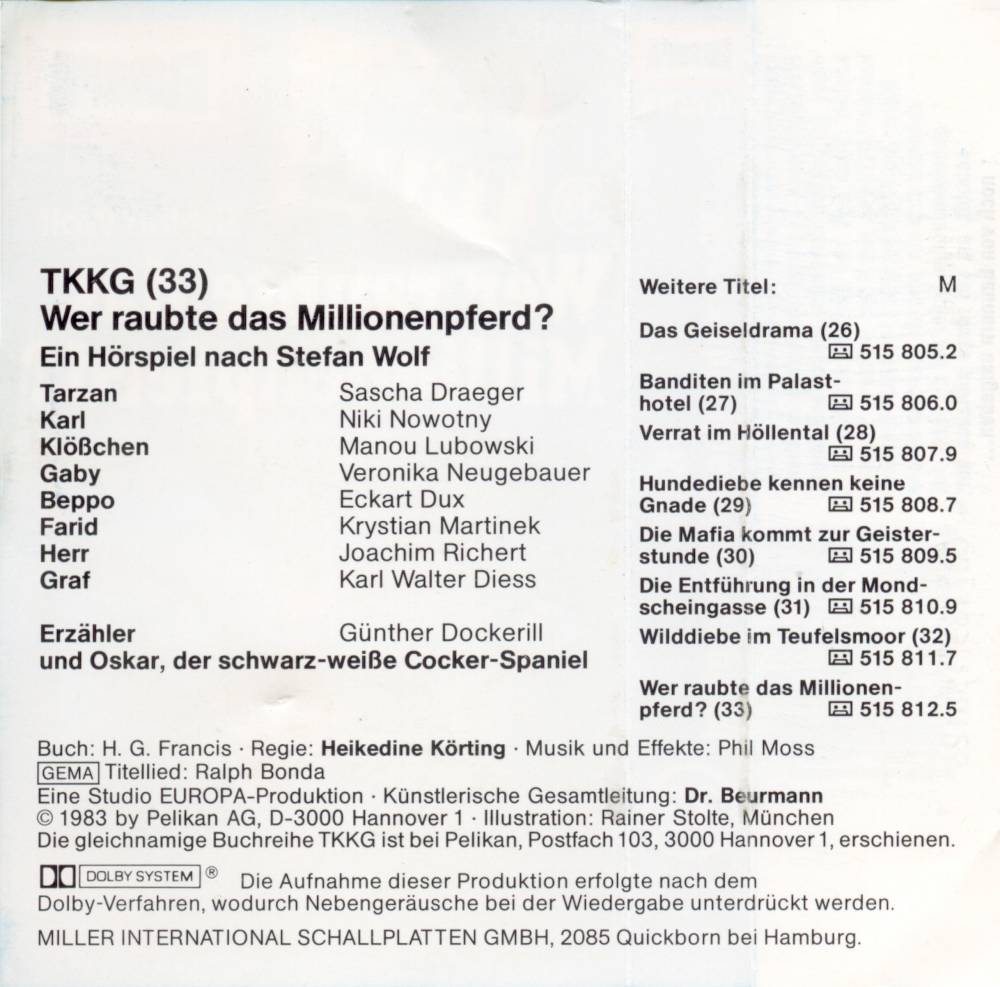 TKKG (33)
Wer raubte das Millionenpferd?
Ein Hörspiel nach Stefan Wolf
Tarzan Sascha Draeger
Karl Niki Nowotny
Klößchen Manou Lubowski
Gaby Veronika Neugebauer
Beppo Eckart Dux
Farid Krystian Martinek
Herr Joachim Richert
Graf Karl Walter Diess
Erzähler Günther Dockerill
und Oskar, der schwarz-weiße Cocker-Spaniel
Weitere Titel: M
Das Geiseldrama (26)
515 805.2
Banditen im Palast-
hotel (27) 515 806.0
Verrat im Höllental (28)
515 807.9
Hundediebe kennen keine
Gnade (29) 515 808.7
Die Mafia kommt zur Geister-
stunde (30) 515 809.5
Die Entführung in der Mond-
scheingasse (31) 515 810.9
Wilddiebe im Teufelsmoor (32)
515 811.7
Wer raubte das Millionen-
pferd? (33) 515 812.5
Buch: H. G. Francis · Regie: Heikedine Körting · Musik und Effekte: Phil Moss
GEMA Titellied: Ralph Bonda
Eine Studio EUROPA-Produktion · Künstlerische Gesamtleitung: Dr. Beurmann
© 1983 by Pelikan AG, D-3000 Hannover 1 · Illustration: Rainer Stolte, München
Die gleichnamige Buchreihe TKKG ist bei Pelikan, Postfach 103, 3000 Hannover 1, erschienen.
DOLBY SYSTEM ® Die Aufnahme dieser Produktion erfolgte nach dem
Dolby-Verfahren, wodurch Nebengeräusche bei der Wiedergabe unterdrückt werden.
MILLER INTERNATIONAL SCHALLPLATTEN GMBH, 2085 Quickborn bei Hamburg.